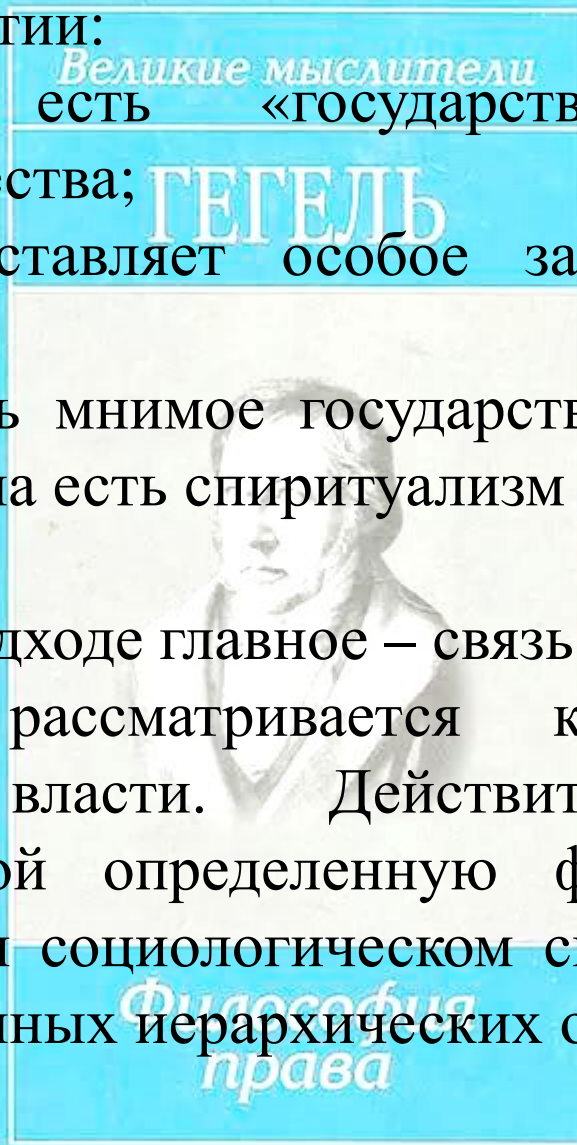 тии:
Великие мыслители
есть «государств
ества;
ГЕГЕЛЬ
ставляет особое за
ь мнимое государств
на есть спиритуализм
дходе главное – связь
рассматривается к
власти. Действит
ой определенную ф
м социологическом с
Философия
нных иерархических о
права